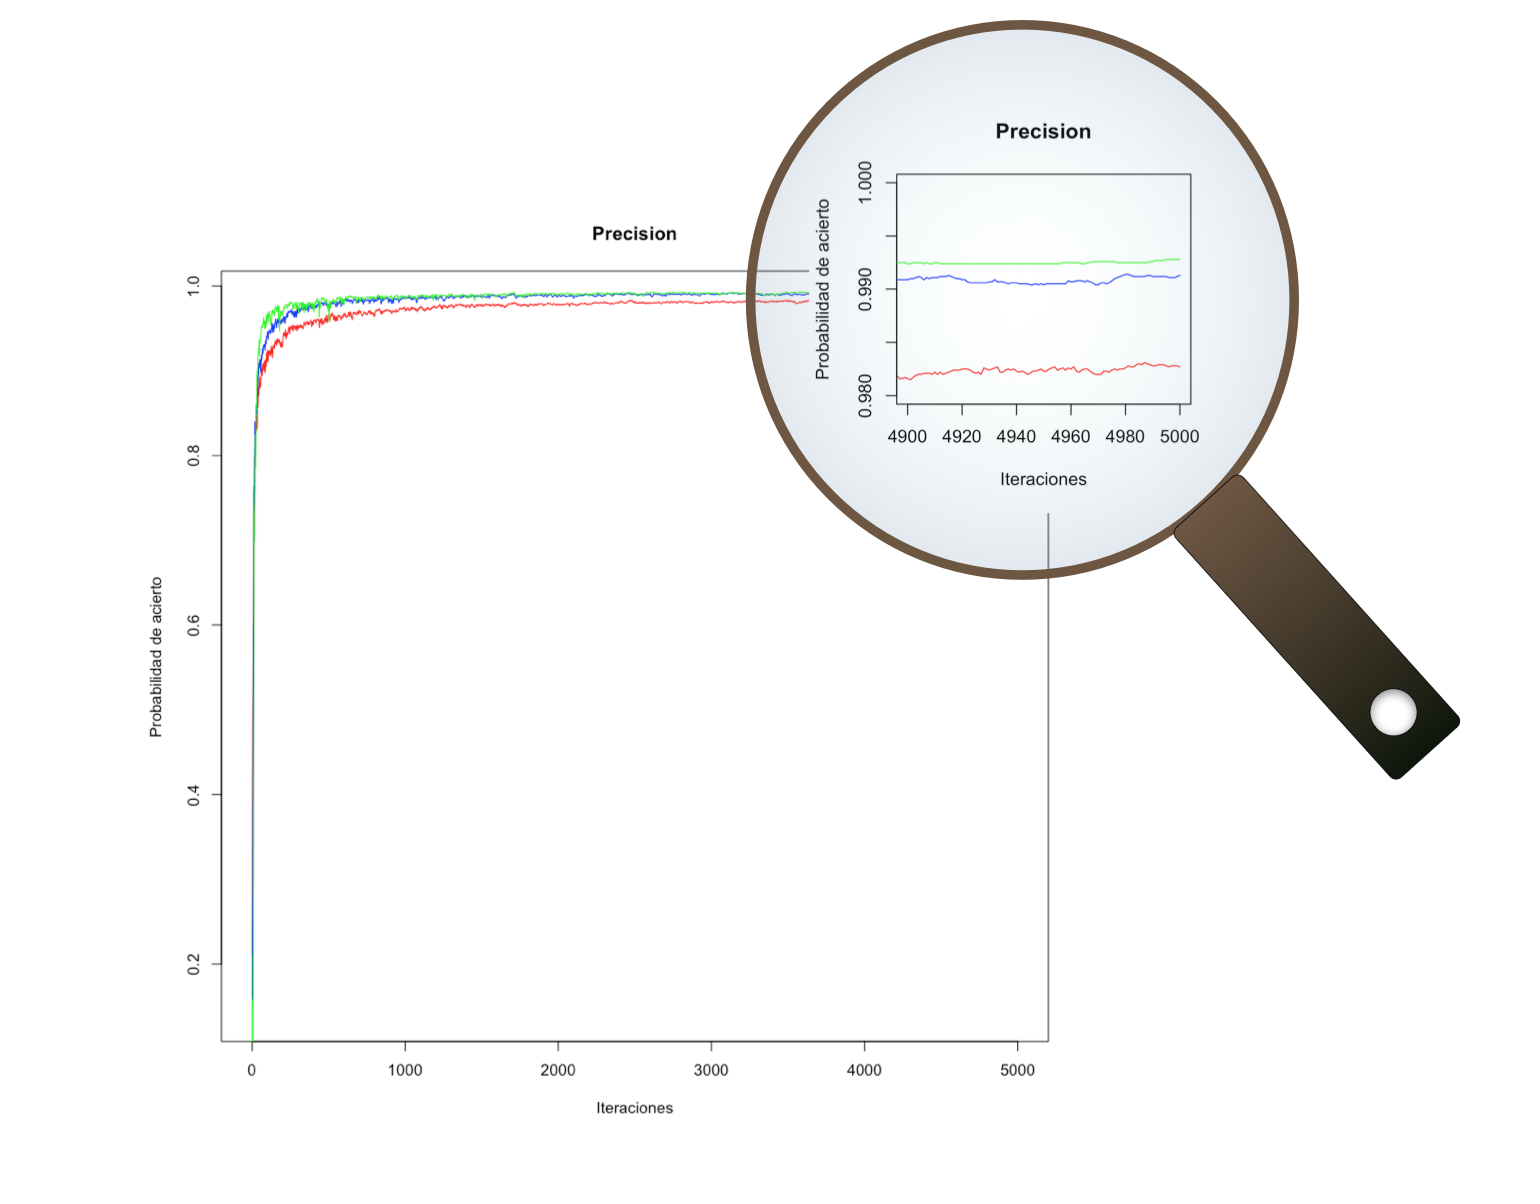 Precision
Probabilidad de acierto
1.000
0.990
0.980
4900 4920 4940 4960 4980 5000
Iteraciones
Precision
Probabilidad de acierto
1.0
0.8
0.6
0.4
0.2
0 1000 2000 3000 4000 5000
Iteraciones